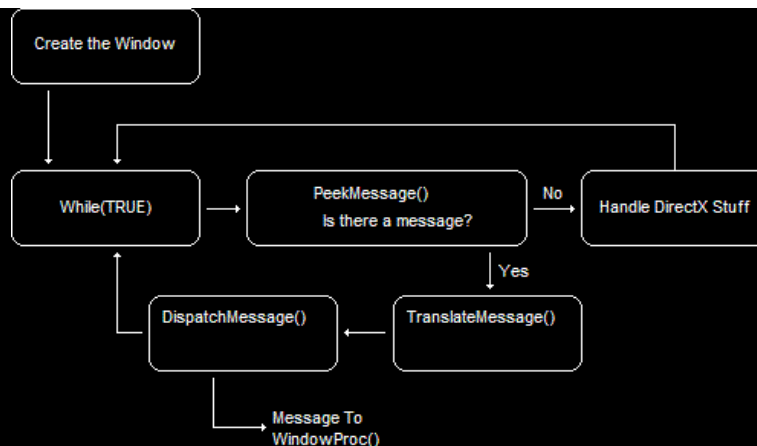 Create the Window
While(TRUE)
PeekMessage()
Is there a message?
No
Handle DirectX Stuff
Yes
DispatchMessage()
TranslateMessage()
Message To
WindowProc()